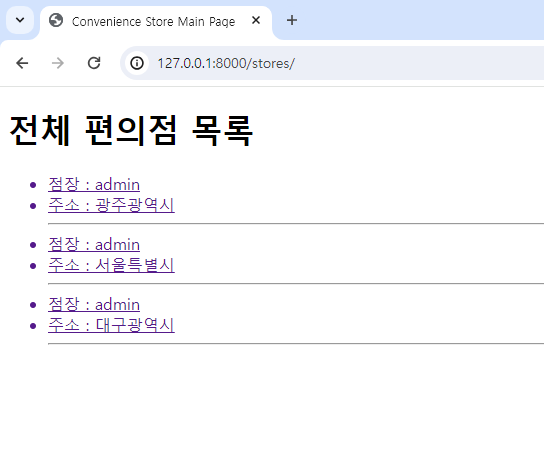 Convenience Store Main Page
127.0.0.1:8000/stores/
전체 편의점 목록
점장 : admin
주소 : 광주광역시
점장 : admin
주소 : 서울특별시
점장 : admin
주소 : 대구광역시